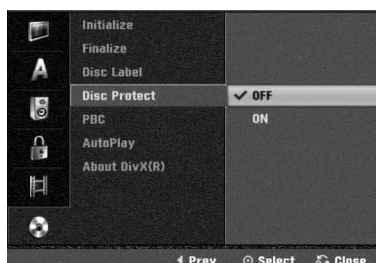 Initialize
Finalize
A
Disc Label
Disc Protect
OFF
PBC
ON
AutoPlay
About DivX(R)
Prev Select Close